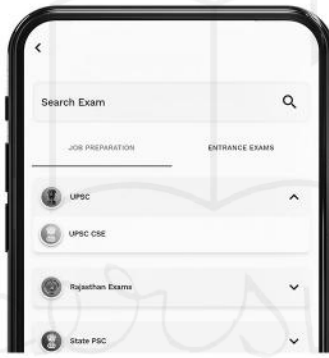 Search Exam
JOB PREPARATION ENTRANCE EXAMS
UPSC
UPSC CSE
Rajasthan Exams
State PSC